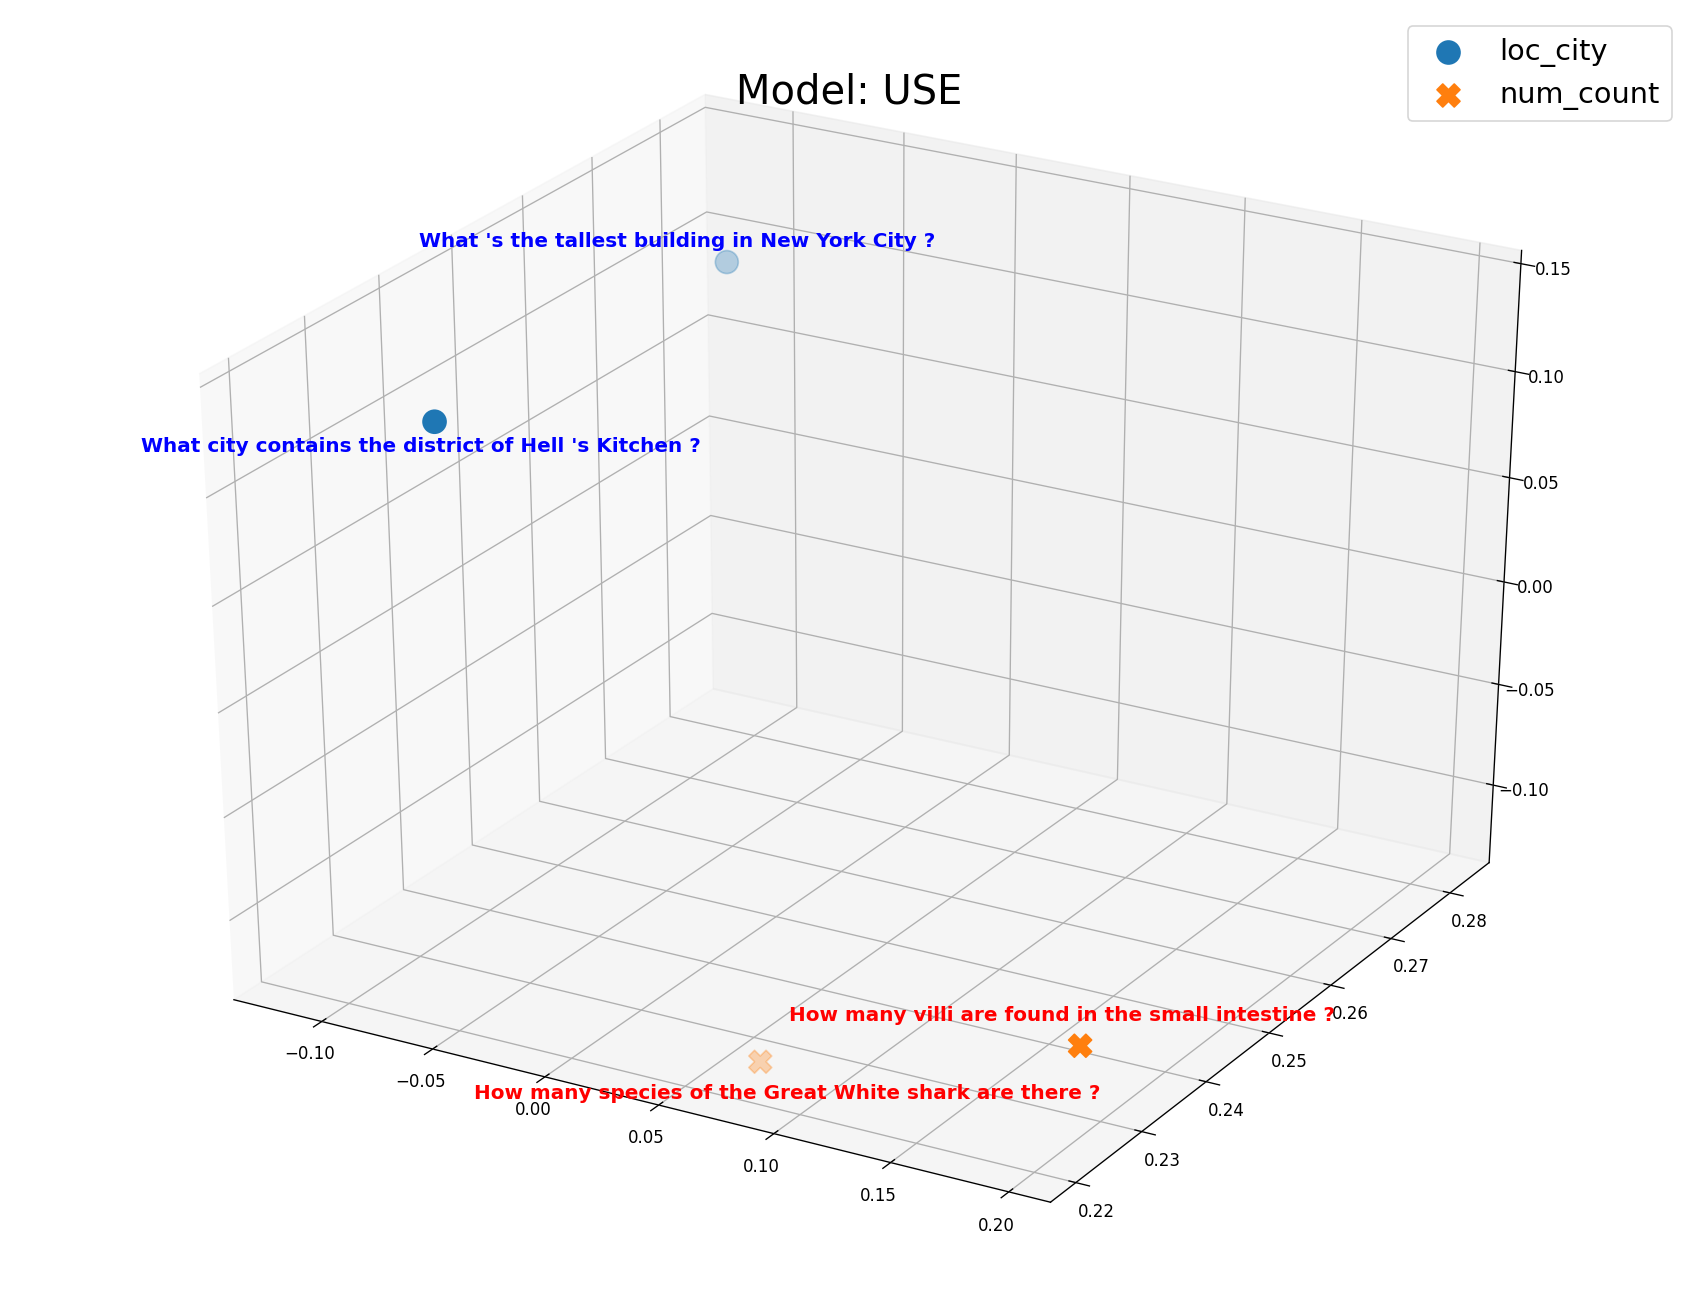 Model: USE
loc_city
num_count
What 's the tallest building in New York City ?
What city contains the district of Hell 's Kitchen ?
How many villi are found in the small intestine ?
How many species of the Great White shark are there ?
0.15
0.10
0.05
0.00
−0.05
−0.10
0.28
0.27
0.26
0.25
0.24
0.23
0.22
−0.10
−0.05
0.00
0.05
0.10
0.15
0.20